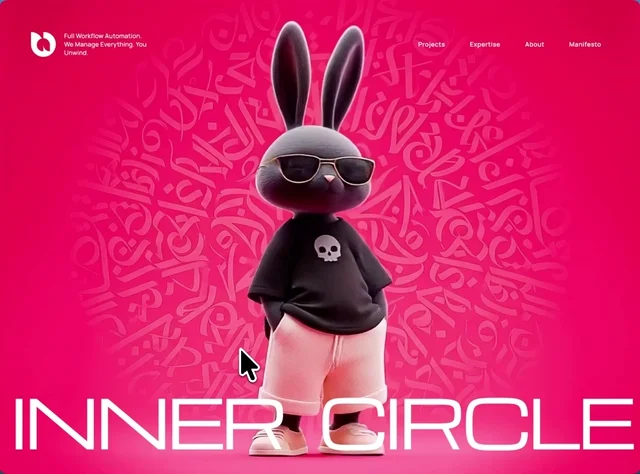 Full Workflow Automation.
We Manage Everything. You
Unwind.
Projects
Expertise
About
Manifesto
INNER CIRCLE